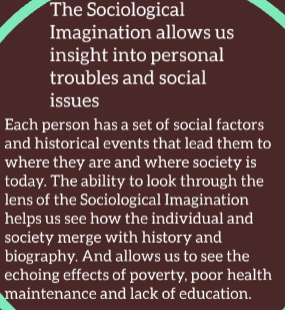 The Sociological
Imagination allows us
insight into personal
troubles and social
issues
Each person has a set of social factors
and historical events that lead them to
where they are and where society is
today. The ability to look through the
lens of the Sociological Imagination
helps us see how the individual and
society merge with history and
biography. And allows us to see the
echoing effects of poverty, poor health
maintenance and lack of education.